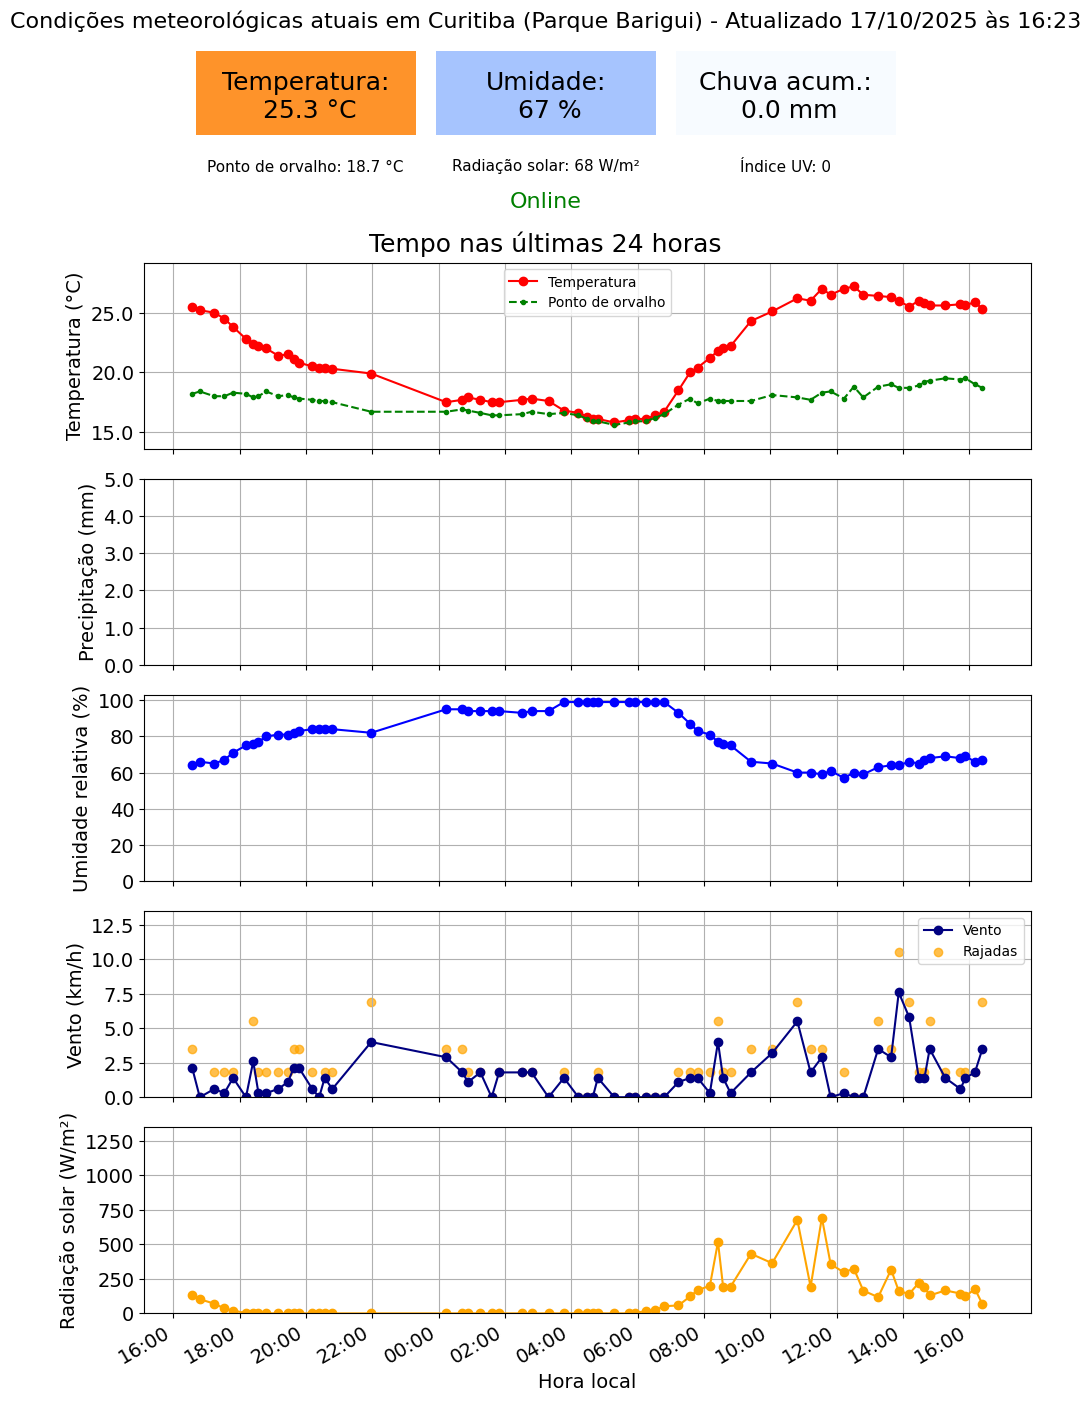 Condições meteorológicas atuais em Curitiba (Parque Barigui) - Atualizado 17/10/2025 às 16:23
Temperatura:
25.3 °C
Umidade:
67 %
Chuva acum.:
0.0 mm
Ponto de orvalho: 18.7 °C
Radiação solar: 68 W/m²
Índice UV: 0
Online
Tempo nas últimas 24 horas
Temperatura (°C)
25.0
20.0
15.0
Temperatura
Ponto de orvalho
Precipitação (mm)
5.0
4.0
3.0
2.0
1.0
0.0
Umidade relativa (%)
100
80
60
40
20
0
Vento (km/h)
12.5
10.0
7.5
5.0
2.5
0.0
Vento
Rajadas
Radiação solar (W/m²)
1250
1000
750
500
250
0
16:00
18:00
20:00
22:00
00:00
02:00
04:00
06:00
08:00
10:00
12:00
14:00
16:00
Hora local